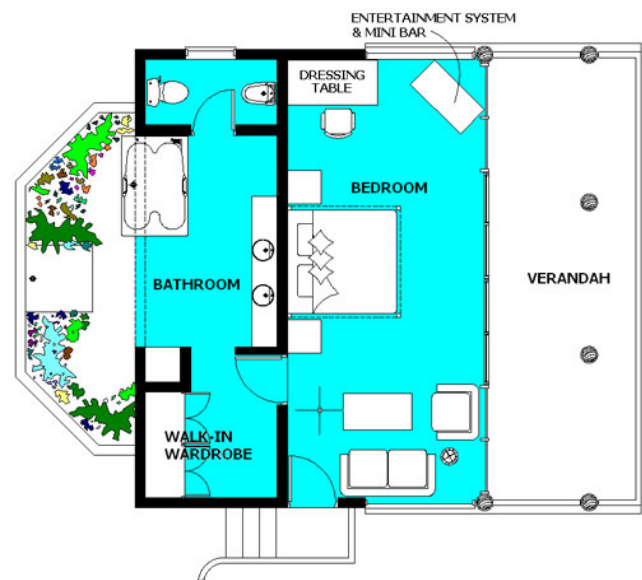 ENTERTAINMENT SYSTEM
& MINI BAR
DRESSING
TABLE
BEDROOM
VERANDAH
BATHROOM
WALK-IN
WARDROBE